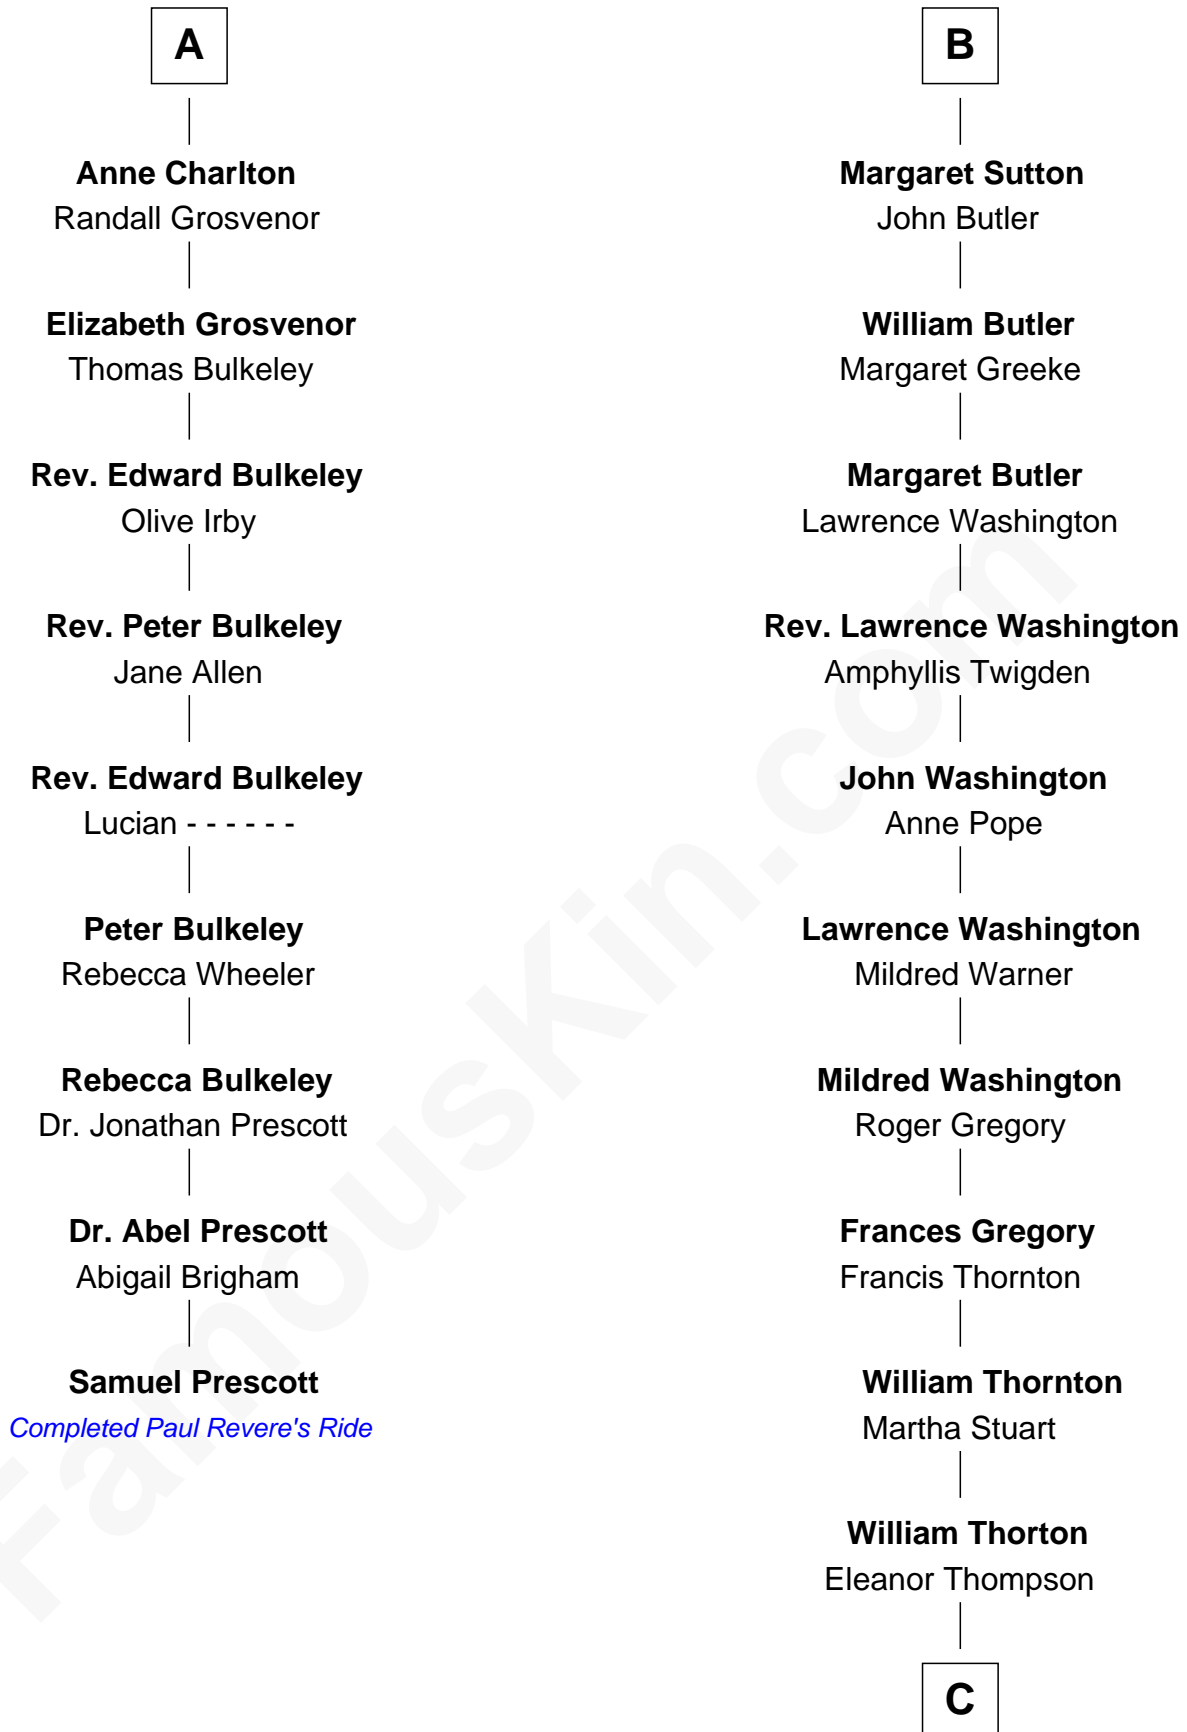 A
Anne Charlton
Randall Grosvenor
Elizabeth Grosvenor
Thomas Bulkeley
Rev. Edward Bulkeley
Olive Irby
Rev. Peter Bulkeley
Jane Allen
Rev. Edward Bulkeley
Lucian - - - - - -
Peter Bulkeley
Rebecca Wheeler
Rebecca Bulkeley
Dr. Jonathan Prescott
Dr. Abel Prescott
Abigail Brigham
Samuel Prescott
Completed Paul Revere's Ride
B
Margaret Sutton
John Butler
William Butler
Margaret Greeke
Margaret Butler
Lawrence Washington
Rev. Lawrence Washington
Amphyllis Twigden
John Washington
Anne Pope
Lawrence Washington
Mildred Warner
Mildred Washington
Roger Gregory
Frances Gregory
Francis Thornton
William Thornton
Martha Stuart
William Thorton
Eleanor Thompson
C
FamousKin.com